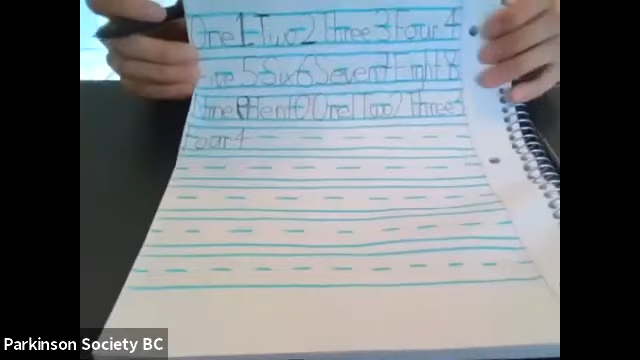 One 1 Two 2 Three 3 Four 4
Five 5 Six 6 Seven 7 Eight 8
Nine 9 Ten 10 One 1 Two 2 Three 3
Four 4
Parkinson Society BC